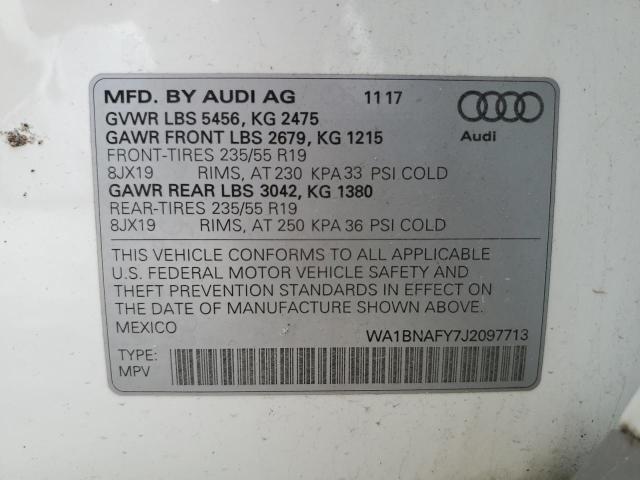 MFD. BY AUDI AG 11 17
GVWR LBS 5456, KG 2475
GAWR FRONT LBS 2679, KG 1215
FRONT-TIRES 235/55 R19
8JX19 RIMS, AT 230 KPA 33 PSI COLD
GAWR REAR LBS 3042, KG 1380
REAR-TIRES 235/55 R19
8JX19 RIMS, AT 250 KPA 36 PSI COLD
Audi
THIS VEHICLE CONFORMS TO ALL APPLICABLE
U.S. FEDERAL MOTOR VEHICLE SAFETY AND
THEFT PREVENTION STANDARDS IN EFFECT ON
THE DATE OF MANUFACTURE SHOWN ABOVE.
MEXICO
WA1BNAFY7J2097713
TYPE:
MPV